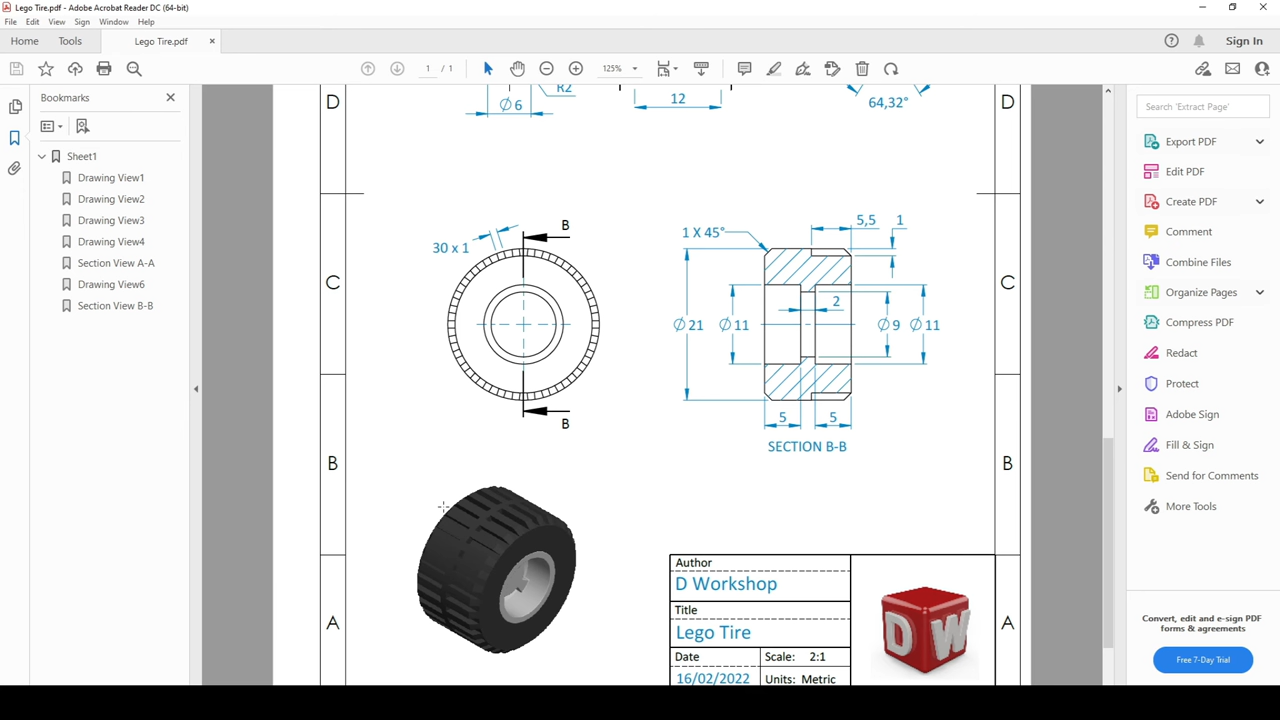 Lego Tire.pdf - Adobe Acrobat Reader DC (64-bit)
File Edit View Sign Window Help
Home Tools Lego Tire.pdf × Sign In
1 / 1 125%
Bookmarks
Sheet1
Drawing View1
Drawing View2
Drawing View3
Drawing View4
Section View A-A
Drawing View6
Section View B-B
D R2 D
∅6 12 64,32°
B 5,5 1
30 x 1 1 X 45°
C C
2
∅21 ∅11 ∅9 ∅11
B 5 5
SECTION B-B
B B
Author
D Workshop
Title
Lego Tire
Date Scale: 2:1
16/02/2022 Units: Metric
A A
D W
Search 'Extract Page'
Export PDF
Edit PDF
Create PDF
Comment
Combine Files
Organize Pages
Compress PDF
Redact
Protect
Adobe Sign
Fill & Sign
Send for Comments
More Tools
Convert, edit and e-sign PDF
forms & agreements
Free 7-Day Trial